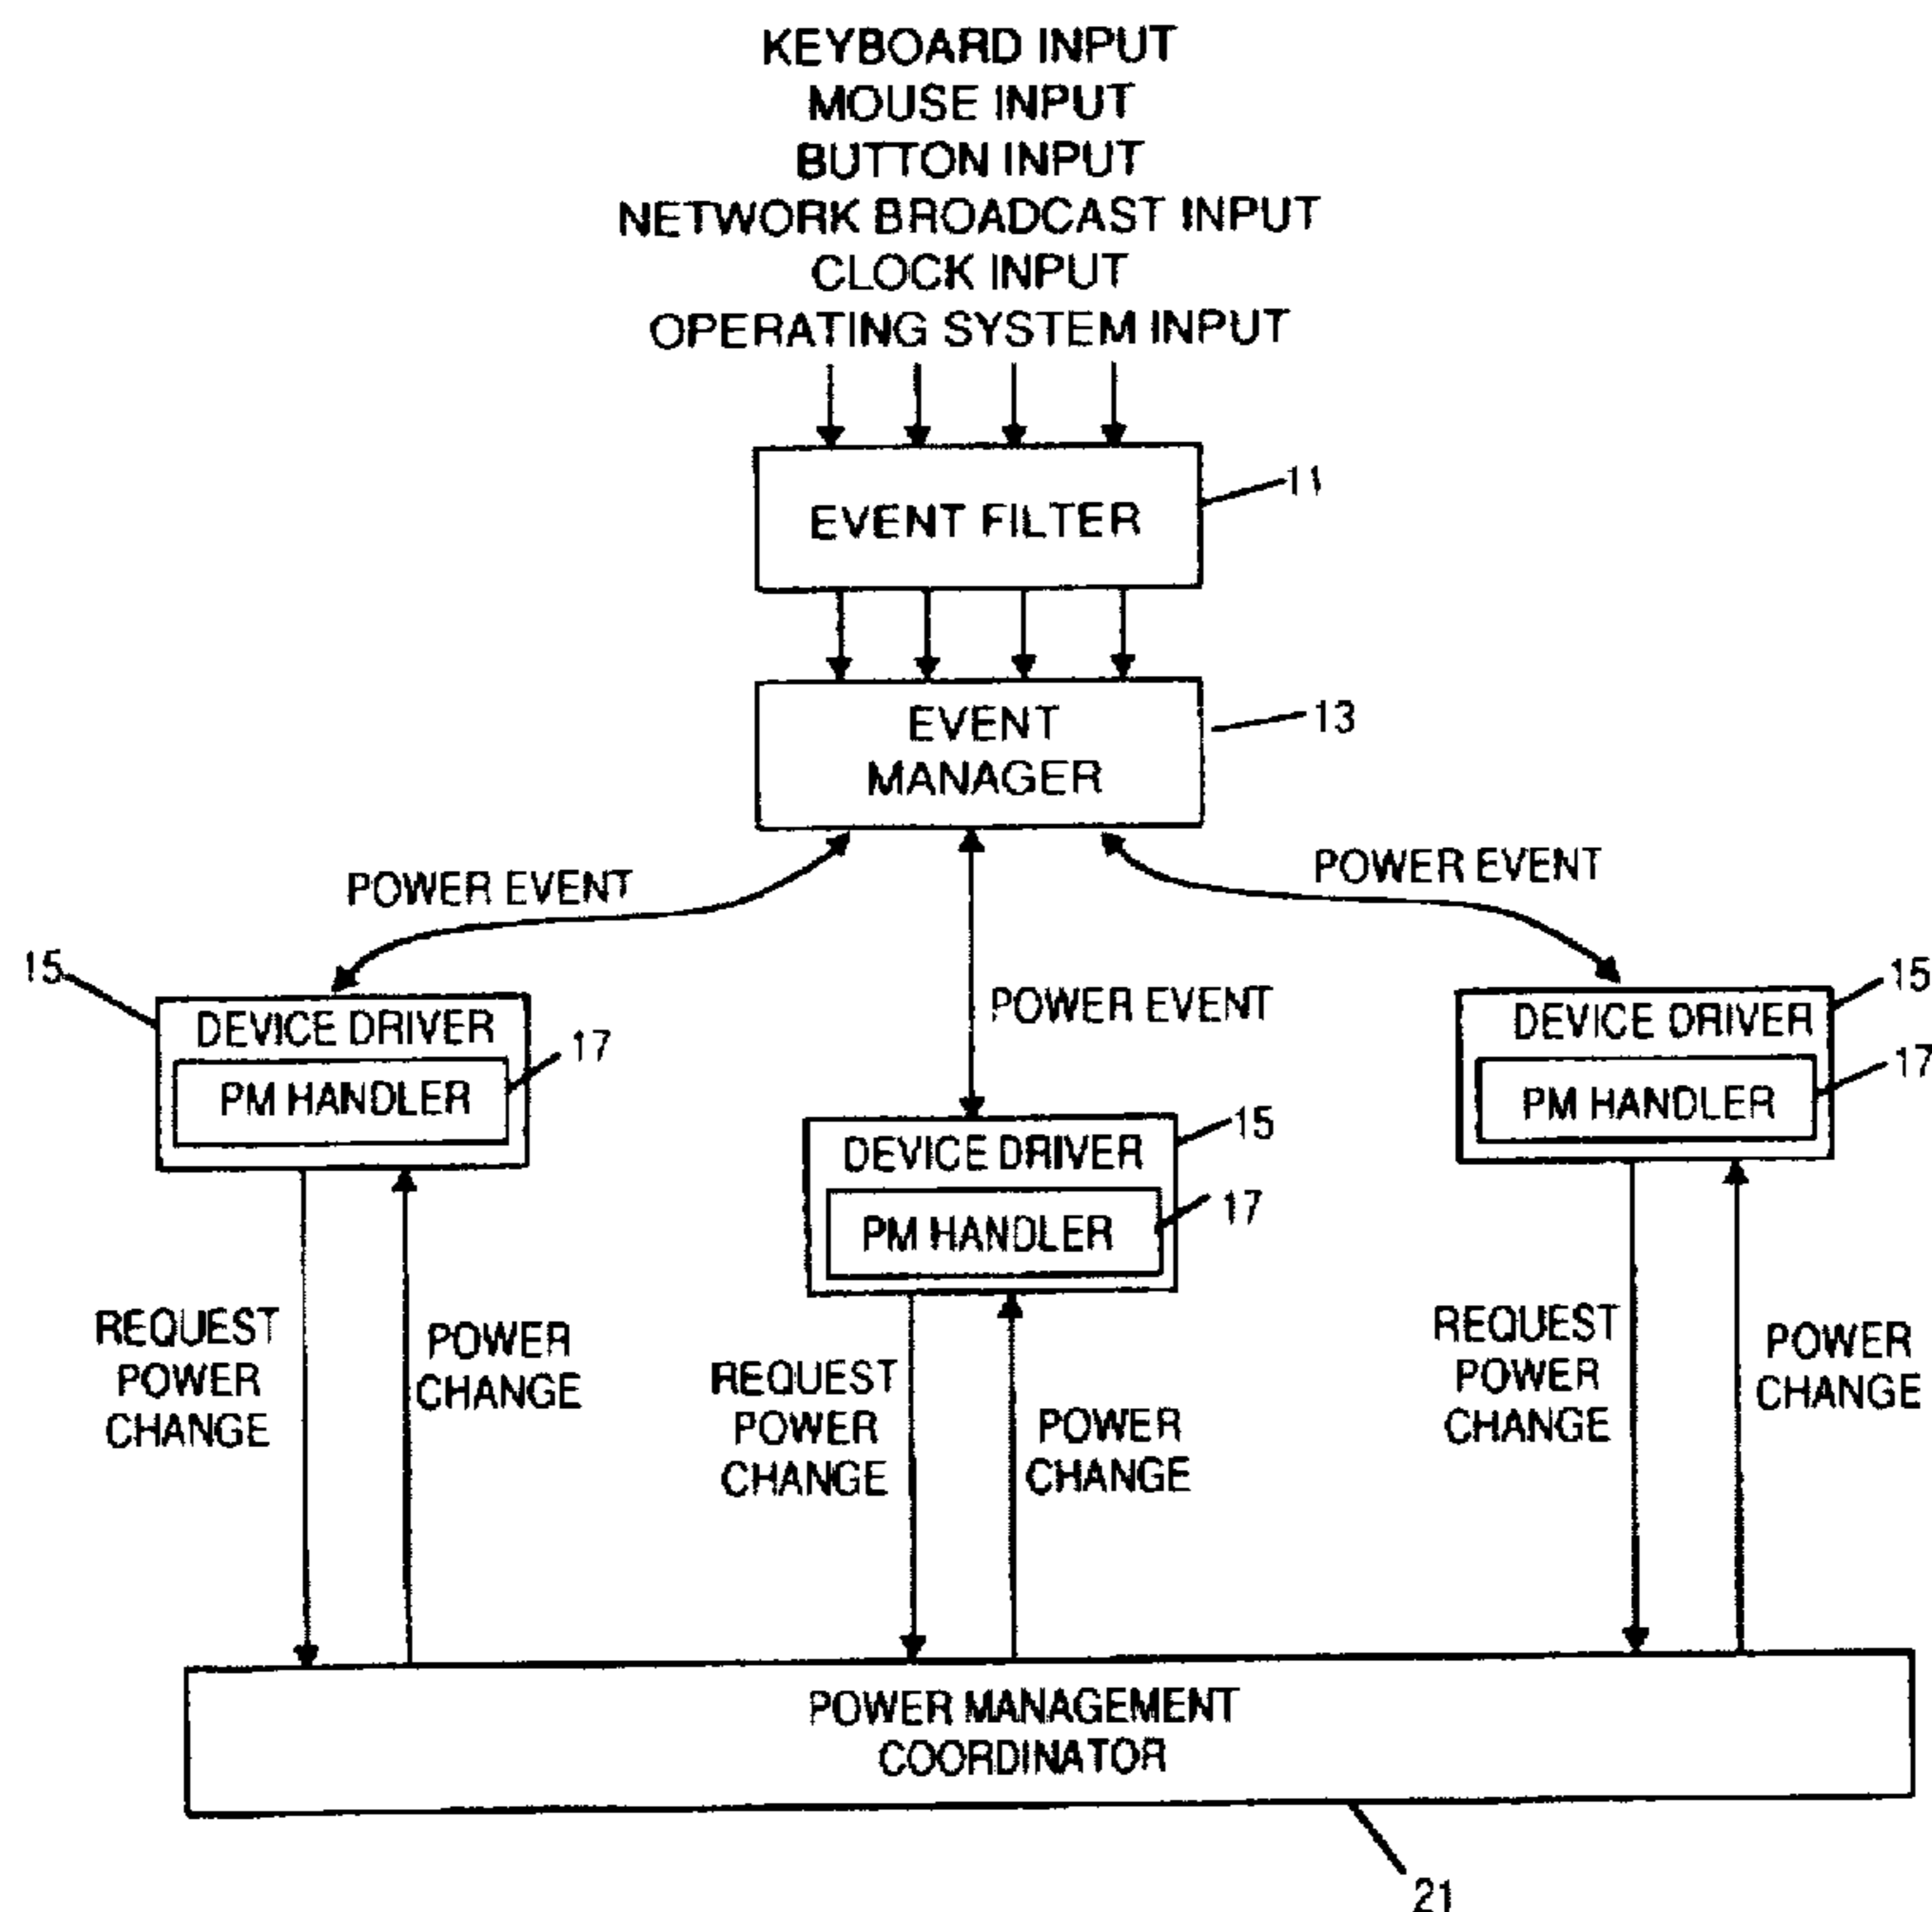 KEYBOARD INPUT
MOUSE INPUT
BUTTON INPUT
NETWORK BROADCAST INPUT
CLOCK INPUT
OPERATING SYSTEM INPUT
EVENT FILTER
11
EVENT
MANAGER
13
POWER EVENT
POWER EVENT
POWER EVENT
15
DEVICE DRIVER
PM HANDLER
17
15
DEVICE DRIVER
PM HANDLER
17
15
DEVICE DRIVER
PM HANDLER
17
REQUEST
POWER
CHANGE
POWER
CHANGE
REQUEST
POWER
CHANGE
POWER
CHANGE
REQUEST
POWER
CHANGE
POWER
CHANGE
POWER MANAGEMENT
COORDINATOR
21